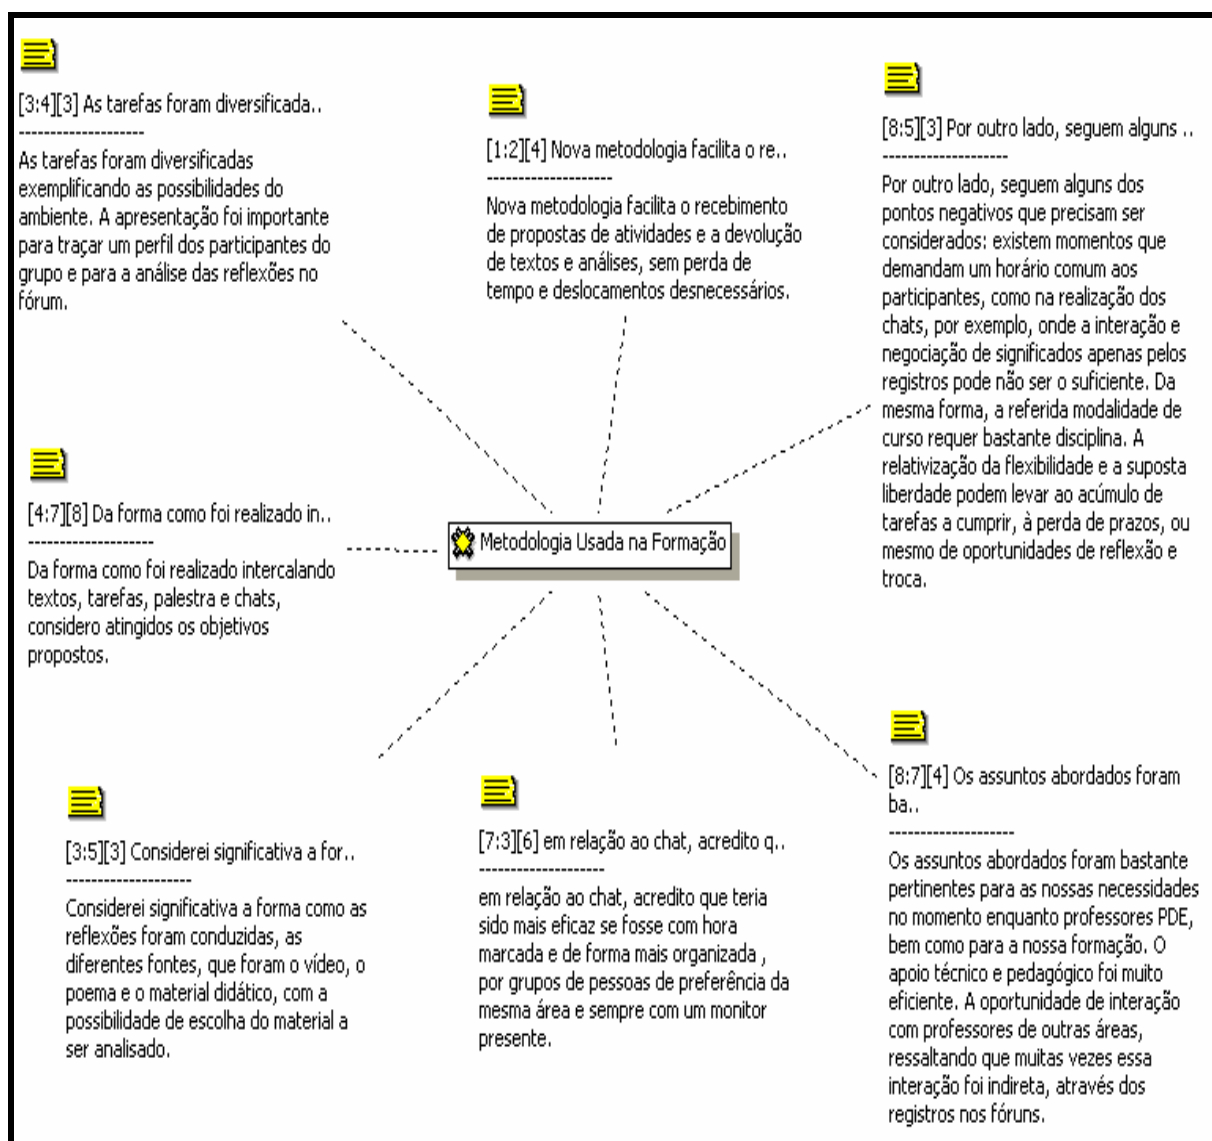 [3:4][3] As tarefas foram diversificada..
--------------------
As tarefas foram diversificadas
exemplificando as possibilidades do
ambiente. A apresentação foi importante
para traçar um perfil dos participantes do
grupo e para a análise das reflexões no
fórum.
[1:2][4] Nova metodologia facilita o re..
--------------------
Nova metodologia facilita o recebimento
de propostas de atividades e a devolução
de textos e análises, sem perda de
tempo e deslocamentos desnecessários.
[8:5][3] Por outro lado, seguem alguns ..
--------------------
Por outro lado, seguem alguns dos
pontos negativos que precisam ser
considerados: existem momentos que
demandam um horário comum aos
participantes, como na realização dos
chats, por exemplo, onde a interação e
negociação de significados apenas pelos
registros pode não ser o suficiente. Da
mesma forma, a referida modalidade de
curso requer bastante disciplina. A
relativização da flexibilidade e a suposta
liberdade podem levar ao acúmulo de
tarefas a cumprir, à perda de prazos, ou
mesmo de oportunidades de reflexão e
troca.
[4:7][8] Da forma como foi realizado in..
--------------------
Da forma como foi realizado intercalando
textos, tarefas, palestra e chats,
considero atingidos os objetivos
propostos.
Metodologia Usada na Formação
[3:5][3] Considerei significativa a for..
--------------------
Considerei significativa a forma como as
reflexões foram conduzidas, as
diferentes fontes, que foram o vídeo, o
poema e o material didático, com a
possibilidade de escolha do material a
ser analisado.
[7:3][6] em relação ao chat, acredito q..
--------------------
em relação ao chat, acredito que teria
sido mais eficaz se fosse com hora
marcada e de forma mais organizada ,
por grupos de pessoas de preferência da
mesma área e sempre com um monitor
presente.
[8:7][4] Os assuntos abordados foram
ba..
--------------------
Os assuntos abordados foram bastante
pertinentes para as nossas necessidades
no momento enquanto professores PDE,
bem como para a nossa formação. O
apoio técnico e pedagógico foi muito
eficiente. A oportunidade de interação
com professores de outras áreas,
ressaltando que muitas vezes essa
interação foi indireta, através dos
registros nos fóruns.